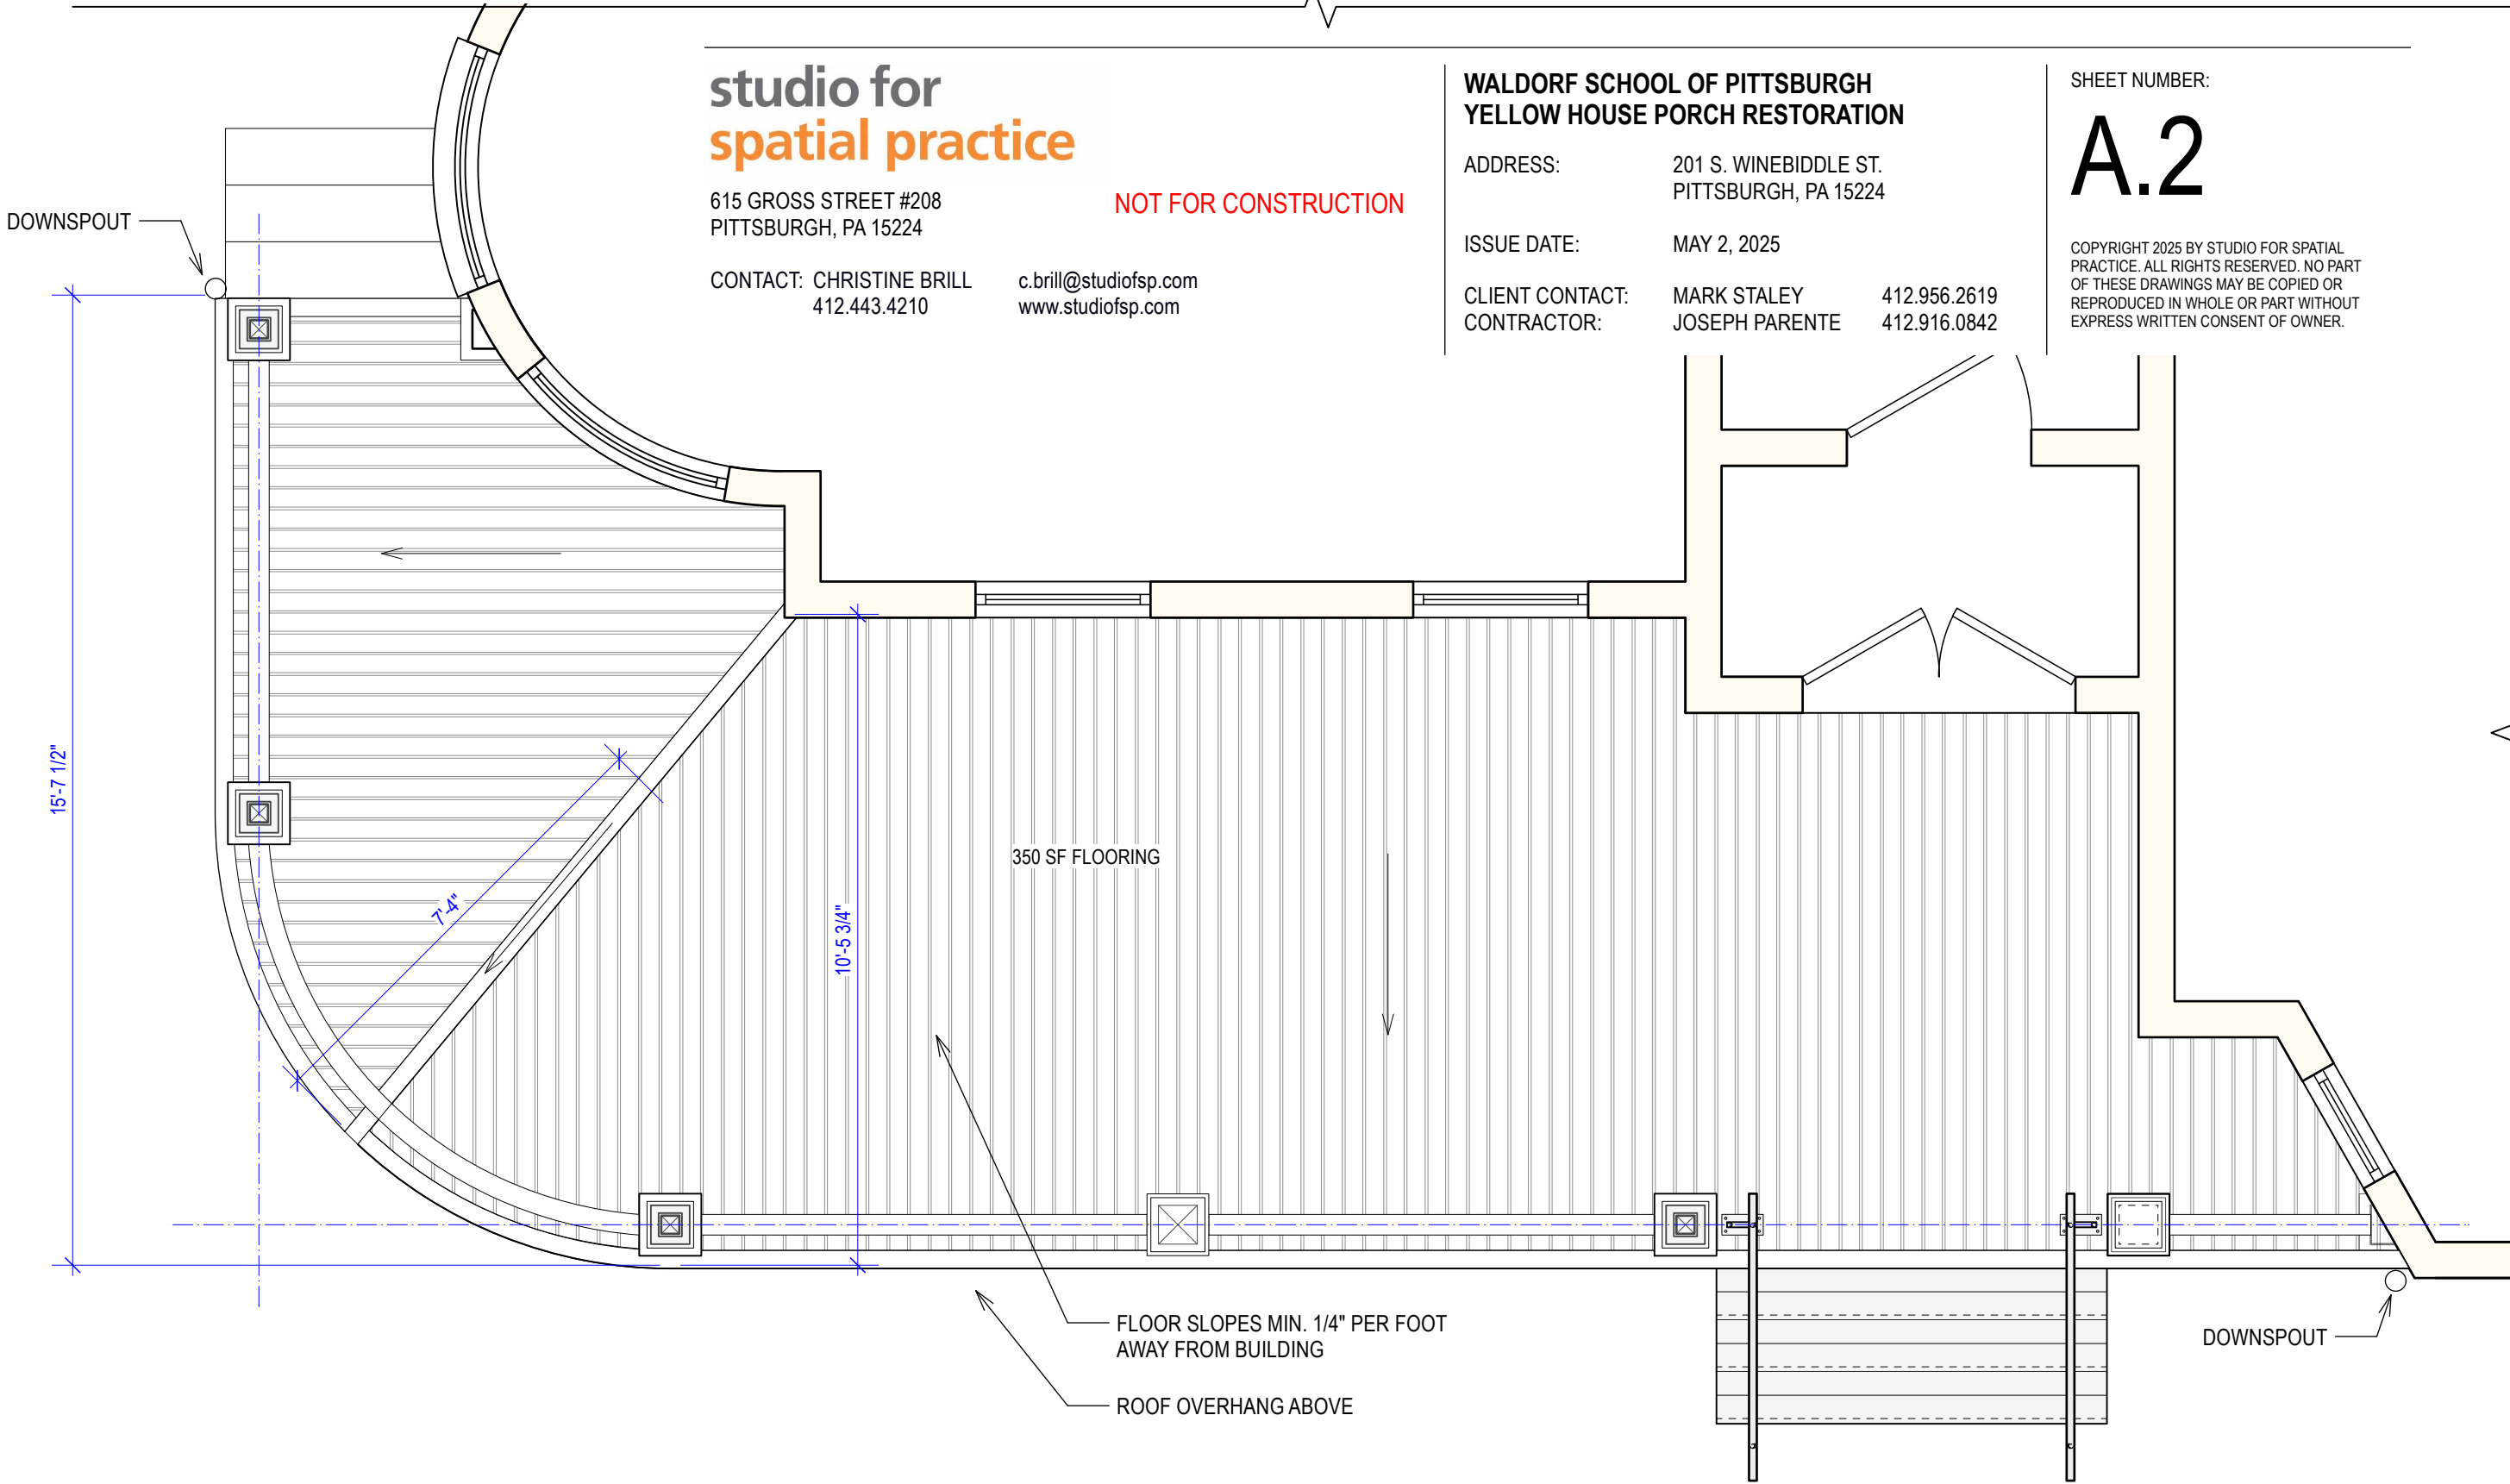 studio for
spatial practice
615 GROSS STREET #208
PITTSBURGH, PA 15224
NOT FOR CONSTRUCTION
CONTACT: CHRISTINE BRILL c.brill@studiofsp.com
412.443.4210 www.studiofsp.com
WALDORF SCHOOL OF PITTSBURGH
YELLOW HOUSE PORCH RESTORATION
ADDRESS: 201 S. WINEBIDDLE ST.
PITTSBURGH, PA 15224
ISSUE DATE: MAY 2, 2025
CLIENT CONTACT: MARK STALEY 412.956.2619
CONTRACTOR: JOSEPH PARENTE 412.916.0842
SHEET NUMBER:
A.2
COPYRIGHT 2025 BY STUDIO FOR SPATIAL
PRACTICE. ALL RIGHTS RESERVED. NO PART
OF THESE DRAWINGS MAY BE COPIED OR
REPRODUCED IN WHOLE OR PART WITHOUT
EXPRESS WRITTEN CONSENT OF OWNER.
DOWNSPOUT
15'-7 1/2"
7'-4"
10'-5 3/4"
350 SF FLOORING
FLOOR SLOPES MIN. 1/4" PER FOOT
AWAY FROM BUILDING
ROOF OVERHANG ABOVE
DOWNSPOUT